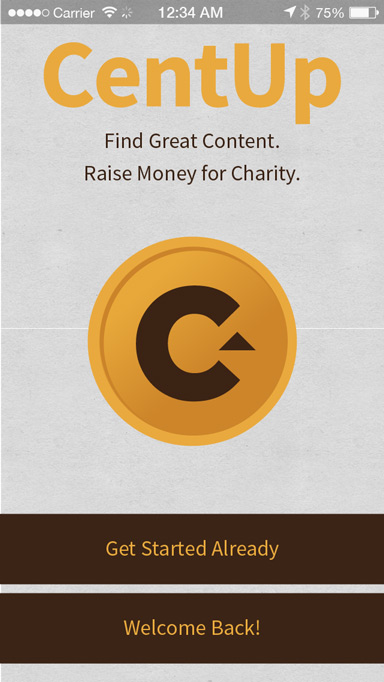 Carrier 12:34 AM 75%
CentUp
Find Great Content.
Raise Money for Charity.
C
Get Started Already
Welcome Back!